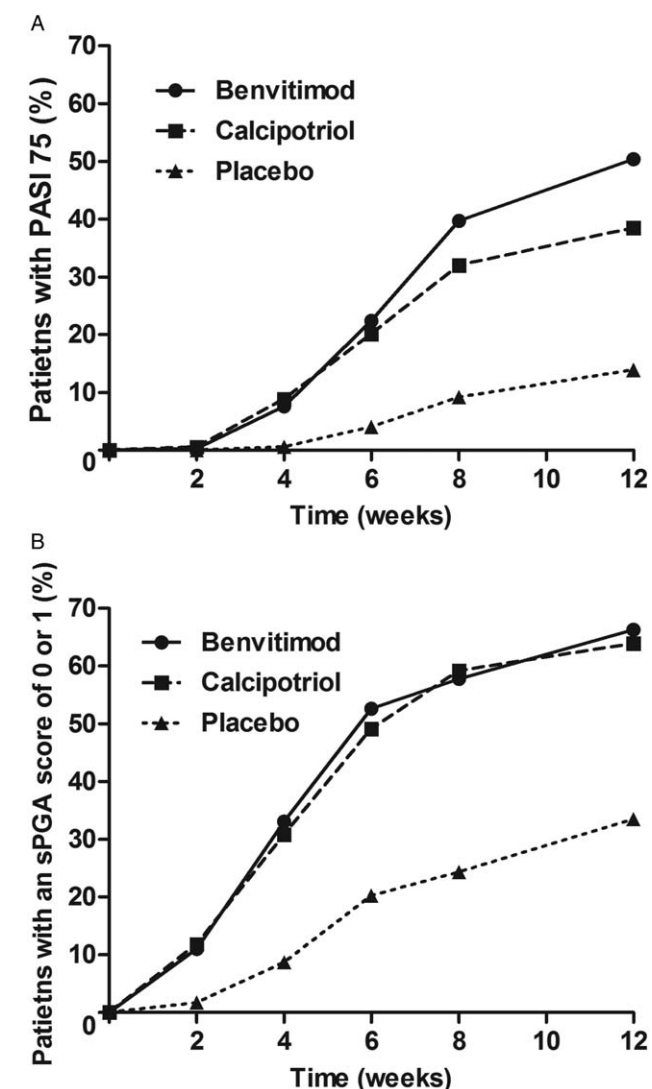 A
Patietns with PASI 75 (%)
70
60
50
40
30
20
10
0
Benvitimod
Calcipotriol
Placebo
2 4 6 8 10 12
Time (weeks)
B
Patietns with an sPGA score of 0 or 1 (%)
70
60
50
40
30
20
10
0
Benvitimod
Calcipotriol
Placebo
2 4 6 8 10 12
Time (weeks)